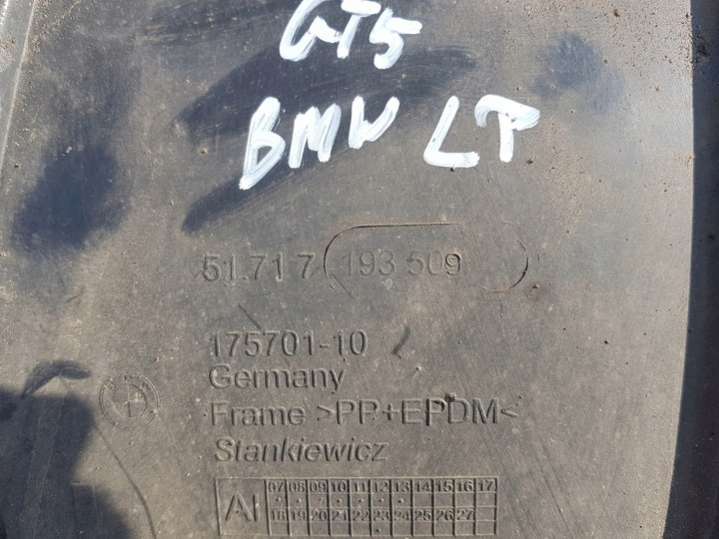 GT5
BMW LT
51.71 7 193 509
175701-10
Germany
Frame >PP+EPDM<
Stankiewicz
AI 07 08 09 10 11 12 13 14 15 16 17
18 19 20 21 22 23 24 25 26 27